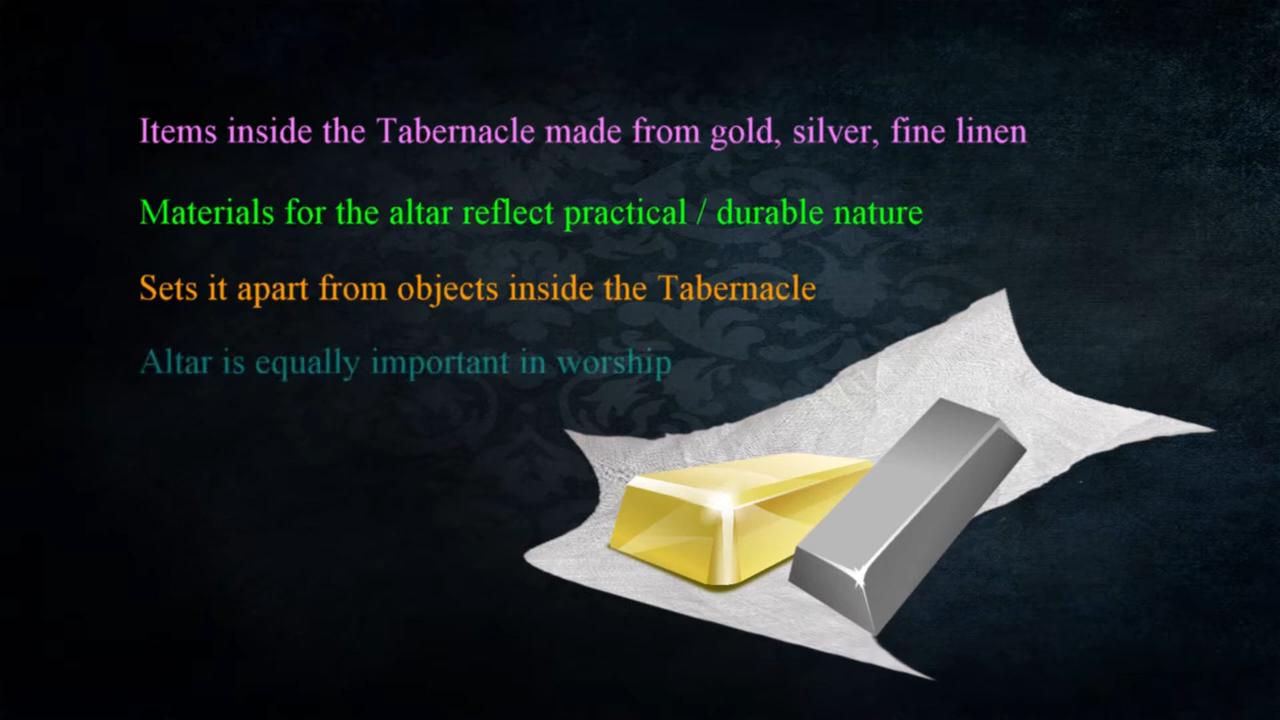 Items inside the Tabernacle made from gold, silver, fine linen
Materials for the altar reflect practical / durable nature
Sets it apart from objects inside the Tabernacle
Altar is equally important in worship